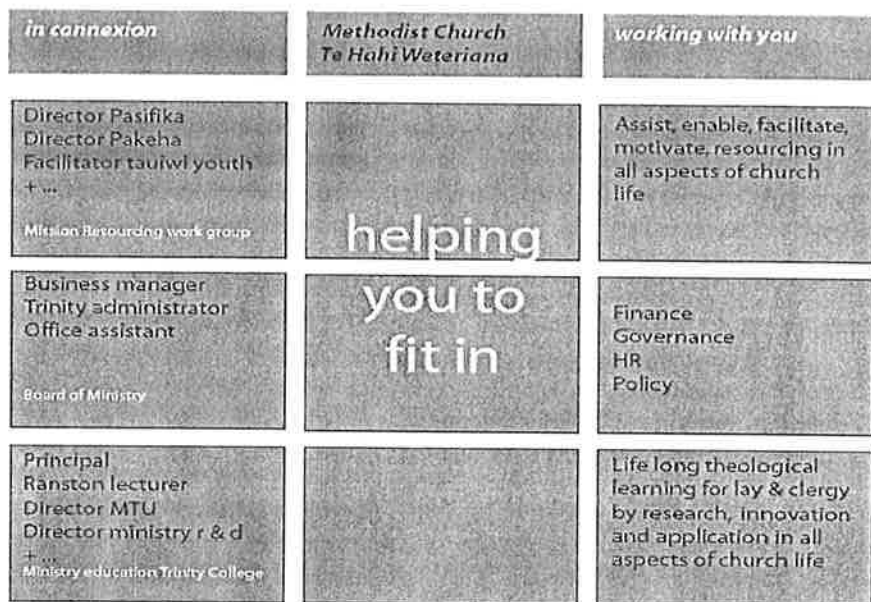 in connexion
Methodist Church
Te Hahi Weteriana
working with you
Director Pasifika
Director Pakeha
Facilitator tauiwi youth
+ ...
Mission Resourcing work group
helping
you to
fit in
Assist, enable, facilitate,
motivate, resourcing in
all aspects of church
life
Business manager
Trinity administrator
Office assistant
Board of Ministry
Finance
Governance
HR
Policy
Principal
Ranston lecturer
Director MTU
Director ministry r & d
+ ...
Ministry education Trinity College
Life long theological
learning for lay & clergy
by research, innovation
and application in all
aspects of church life